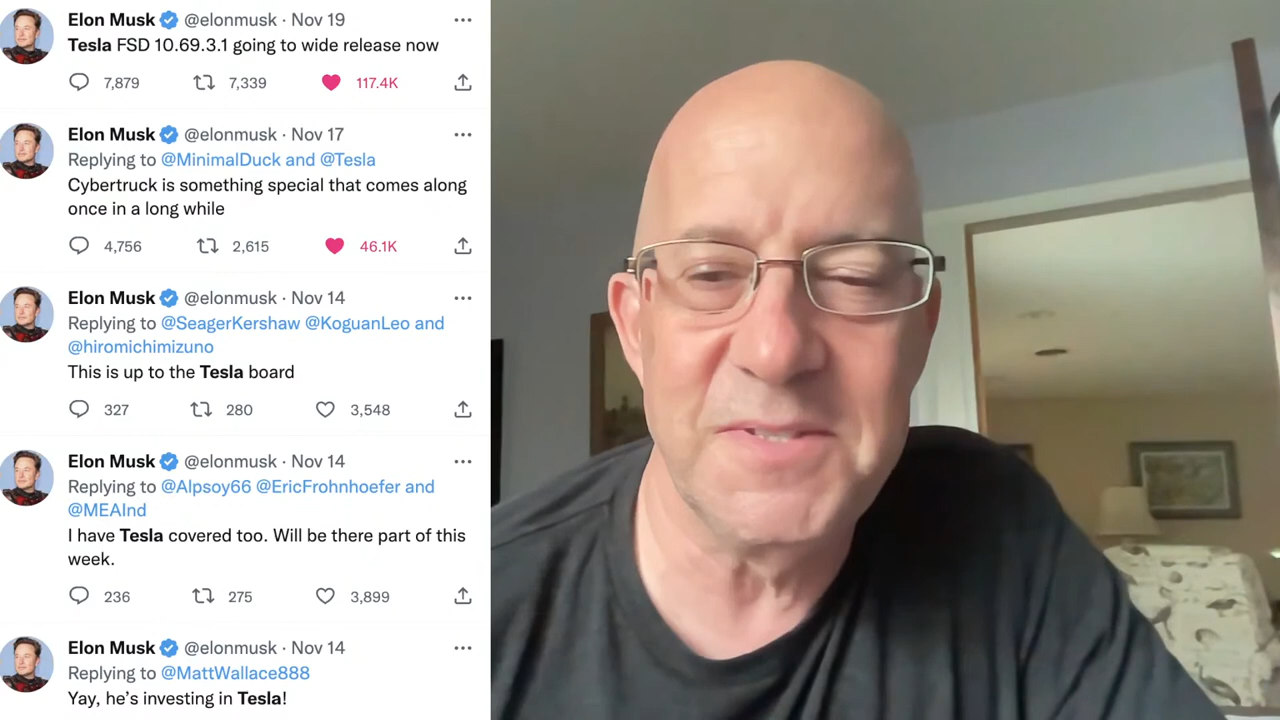 Elon Musk @elonmusk · Nov 19
Tesla FSD 10.69.3.1 going to wide release now
7,879 7,339 117.4K
Elon Musk @elonmusk · Nov 17
Replying to @MinimalDuck and @Tesla
Cybertruck is something special that comes along
once in a long while
4,756 2,615 46.1K
Elon Musk @elonmusk · Nov 14
Replying to @SeagerKershaw @KoguanLeo and
@hiromichimizuno
This is up to the Tesla board
327 280 3,548
Elon Musk @elonmusk · Nov 14
Replying to @Alpsoy66 @EricFrohnhoefer and
@MEAInd
I have Tesla covered too. Will be there part of this
week.
236 275 3,899
Elon Musk @elonmusk · Nov 14
Replying to @MattWallace888
Yay, he's investing in Tesla!